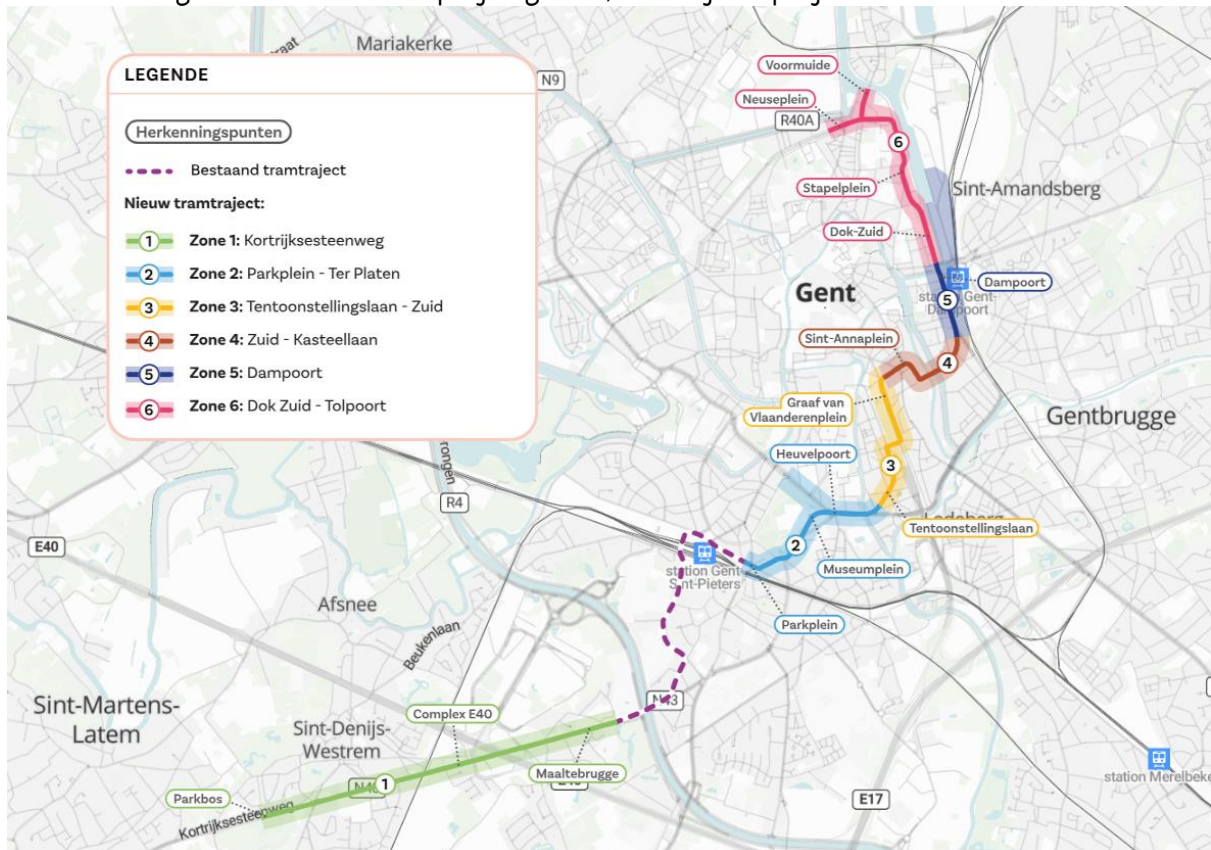 Mariakerke
LEGENDE
Herkenningspunten
Bestaand tramtraject
Nieuw tramtraject:
1 Zone 1: Kortrijksesteenweg
2 Zone 2: Parkplein - Ter Platen
3 Zone 3: Tentoonstellingslaan - Zuid
4 Zone 4: Zuid - Kasteellaan
5 Zone 5: Dampoort
6 Zone 6: Dok Zuid - Tolpoort
N9
Voormuide
Neuseplein
R40A
6
Stapelplein
Sint-Amandsberg
Dok-Zuid
Gent
Dampoort
5
Sint-Annaplein
4
Graaf van
Vlaanderenplein
Gentbrugge
Heuvelpoort
3
R4
Tentoonstellingslaan
E40
2
station Gent
Sint-Pieters
Museumplein
Afsnee
Parkplein
Beukenlaan
Sint-Martens-
Latem
Complex E40
Sint-Denijs-
Westrem
Maaltebrugge
station Merelbeke
1
Parkbos
E17
Kortrijksesteenweg